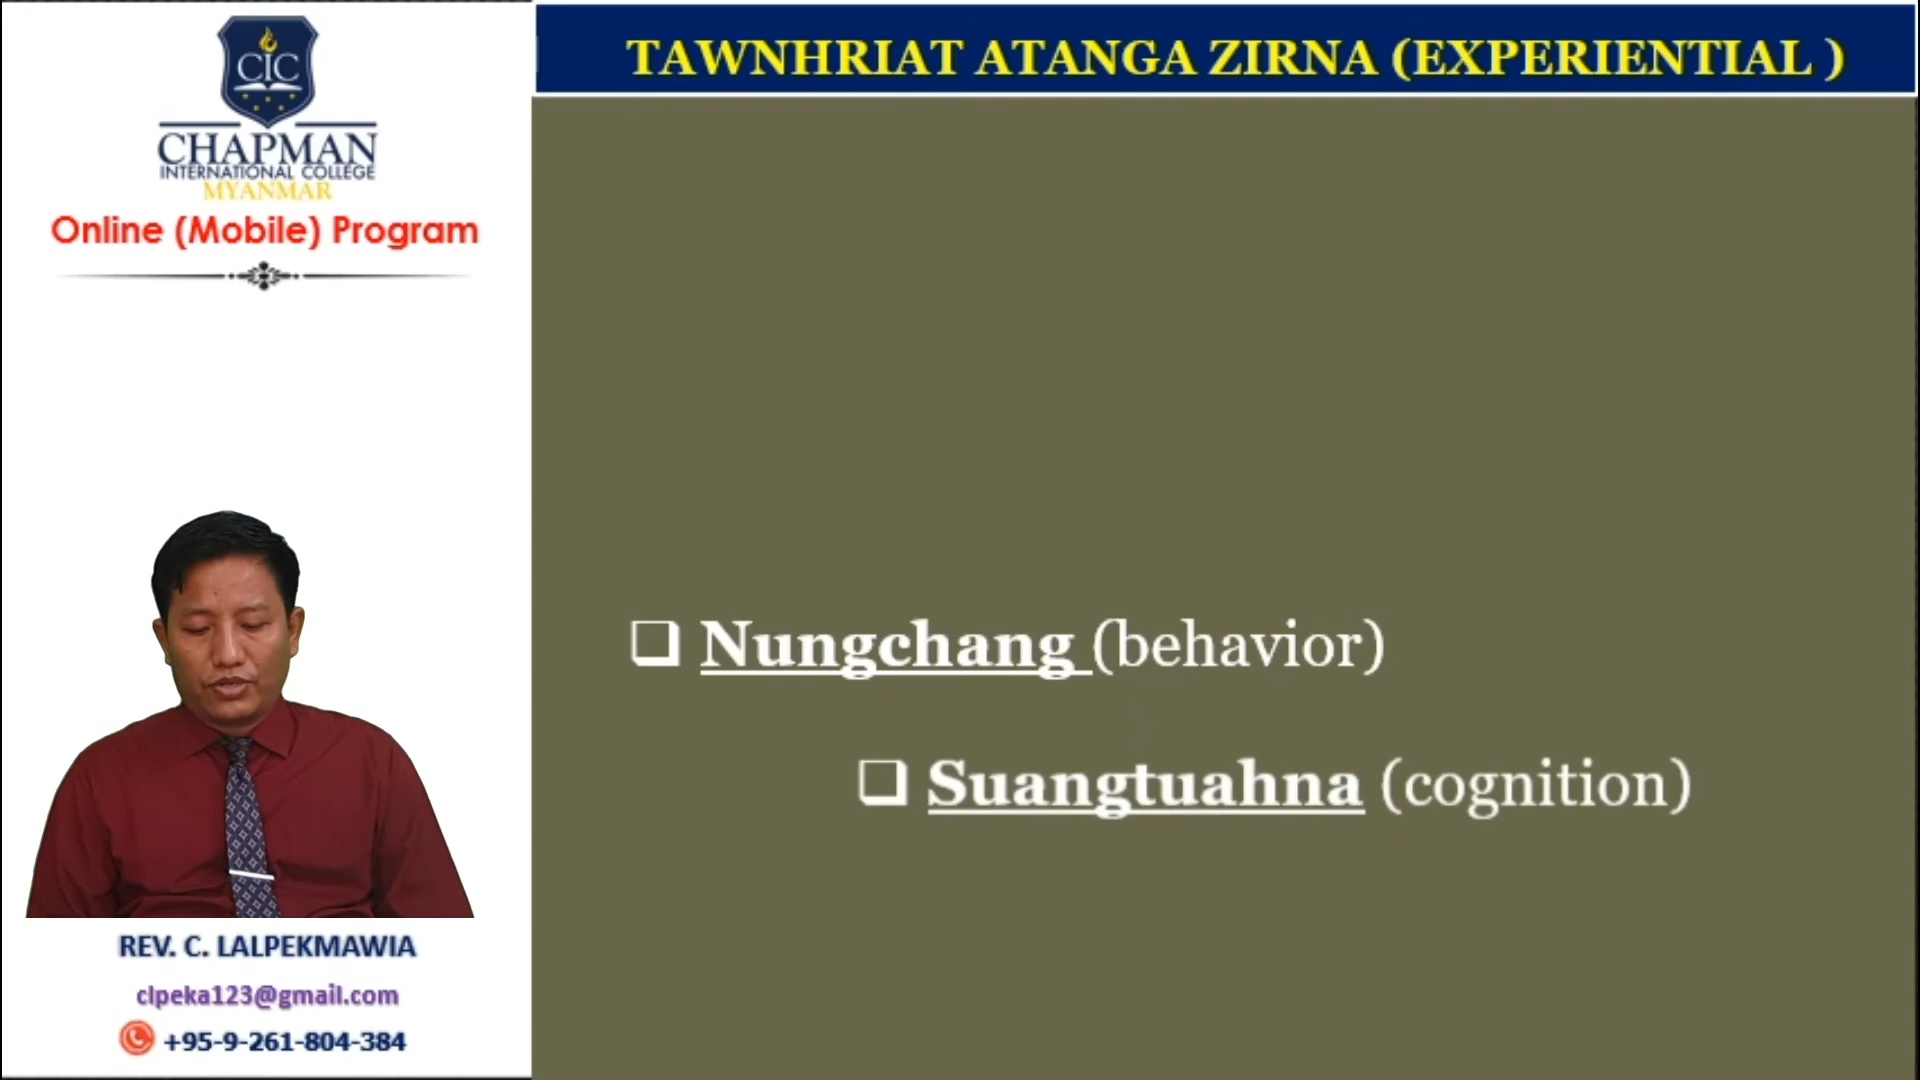 CIC
CHAPMAN
INTERNATIONAL COLLEGE
MYANMAR
Online (Mobile) Program
REV. C. LALPEKMAWIA
clpeka123@gmail.com
+95-9-261-804-384
TAWNHRIAT ATANGA ZIRNA (EXPERIENTIAL )
❑ Nungchang (behavior)
❑ Suangtuahna (cognition)